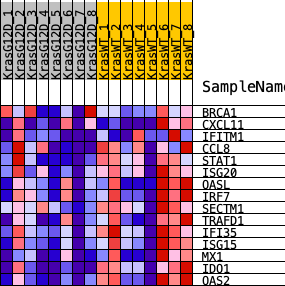 KrasG12D_1
KrasG12D_2
KrasG12D_3
KrasG12D_4
KrasG12D_5
KrasG12D_6
KrasG12D_7
KrasG12D_8
KrasWT_1
KrasWT_2
KrasWT_3
KrasWT_4
KrasWT_5
KrasWT_6
KrasWT_7
KrasWT_8
SampleName
BRCA1
CXCL11
IFITM1
CCL8
STAT1
ISG20
OASL
IRF7
SECTM1
TRAFD1
IFI35
ISG15
MX1
IDO1
OAS2